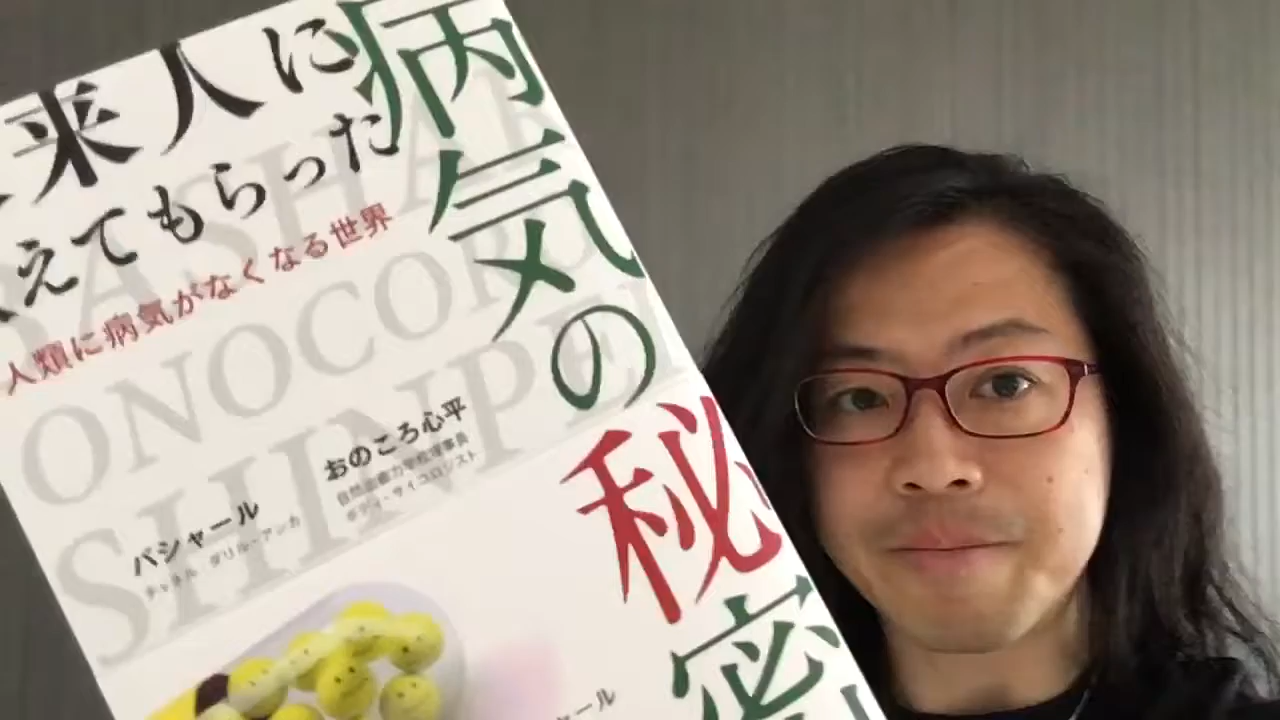 病気の秘密
来人に
えてもらった
人類に病気がなくなる世界
BASHAR
ONOCORO
SHINPEI
おのころ心平
自然治癒力学校理事長
ボディ・サイコロジスト
バシャール
チャネル ダリル・アンカ
ャール